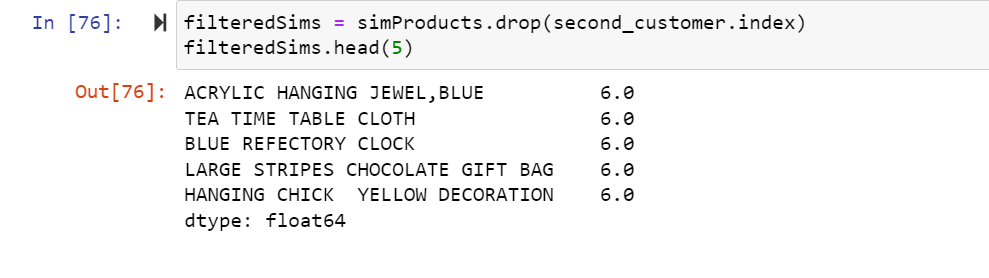 In [76]: filteredSims = simProducts.drop(second_customer.index)
filteredSims.head(5)
Out[76]: ACRYLIC HANGING JEWEL,BLUE 6.0
TEA TIME TABLE CLOTH 6.0
BLUE REFECTORY CLOCK 6.0
LARGE STRIPES CHOCOLATE GIFT BAG 6.0
HANGING CHICK  YELLOW DECORATION 6.0
dtype: float64